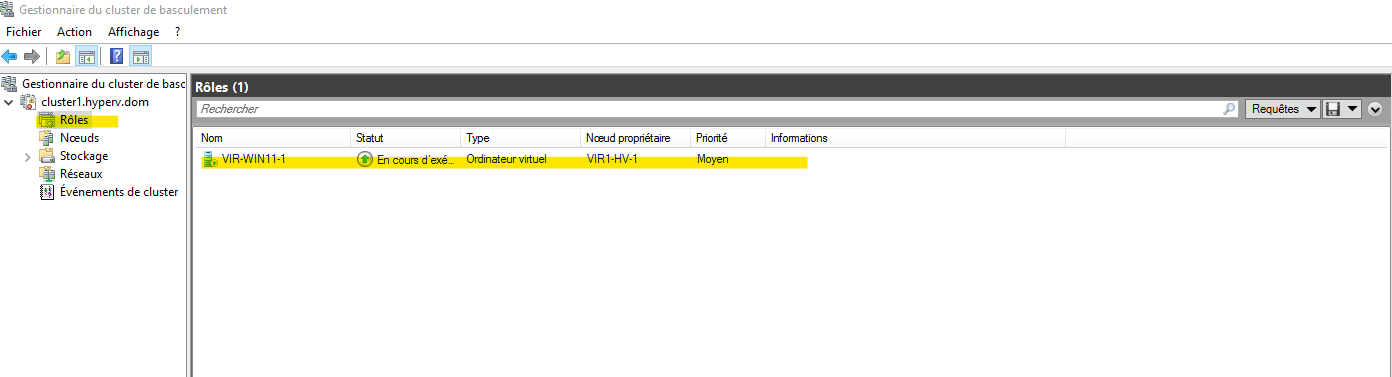 Gestionnaire du cluster de basculement
Fichier Action Affichage ?
Gestionnaire du cluster de basc
cluster1.hyperv.dom
Rôles
Nœuds
Stockage
Réseaux
Événements de cluster
Rôles (1)
Rechercher
Requêtes
Nom Statut Type Nœud propriétaire Priorité Informations
VIR-WIN11-1 En cours d'exé... Ordinateur virtuel VIR1-HV-1 Moyen